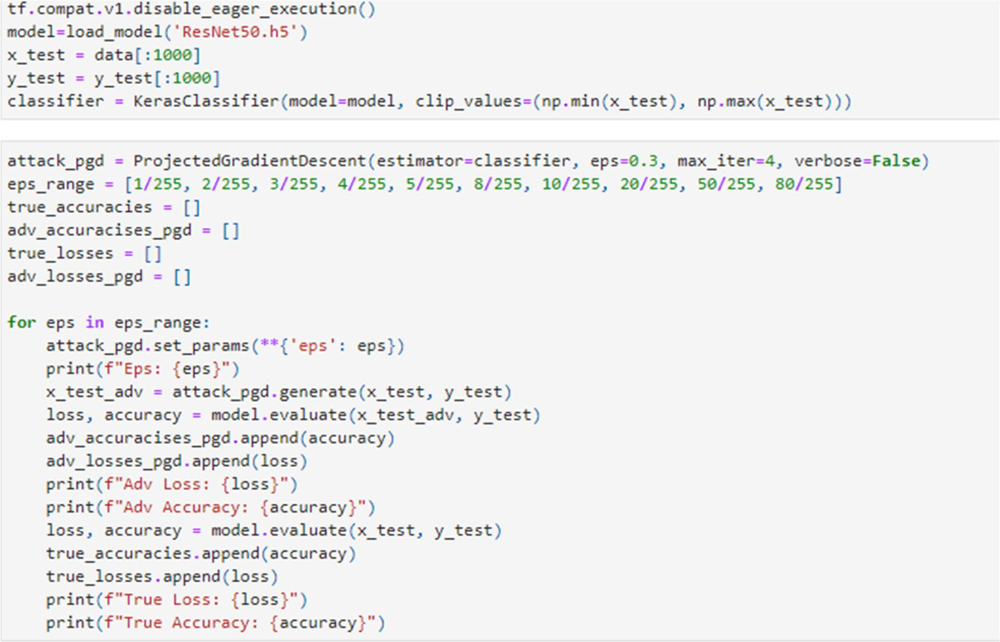 tf.compat.v1.disable_eager_execution()
model=load_model('ResNet50.h5')
x_test = data[:1000]
y_test = y_test[:1000]
classifier = KerasClassifier(model=model, clip_values=(np.min(x_test), np.max(x_test)))
attack_pgd = ProjectedGradientDescent(estimator=classifier, eps=0.3, max_iter=4, verbose=False)
eps_range = [1/255, 2/255, 3/255, 4/255, 5/255, 8/255, 10/255, 20/255, 50/255, 80/255]
true_accuracies = []
adv_accuracises_pgd = []
true_losses = []
adv_losses_pgd = []
for eps in eps_range:
    attack_pgd.set_params(**{'eps': eps})
    print(f"Eps: {eps}")
    x_test_adv = attack_pgd.generate(x_test, y_test)
    loss, accuracy = model.evaluate(x_test_adv, y_test)
    adv_accuracises_pgd.append(accuracy)
    adv_losses_pgd.append(loss)
    print(f"Adv Loss: {loss}")
    print(f"Adv Accuracy: {accuracy}")
    loss, accuracy = model.evaluate(x_test, y_test)
    true_accuracies.append(accuracy)
    true_losses.append(loss)
    print(f"True Loss: {loss}")
    print(f"True Accuracy: {accuracy}")